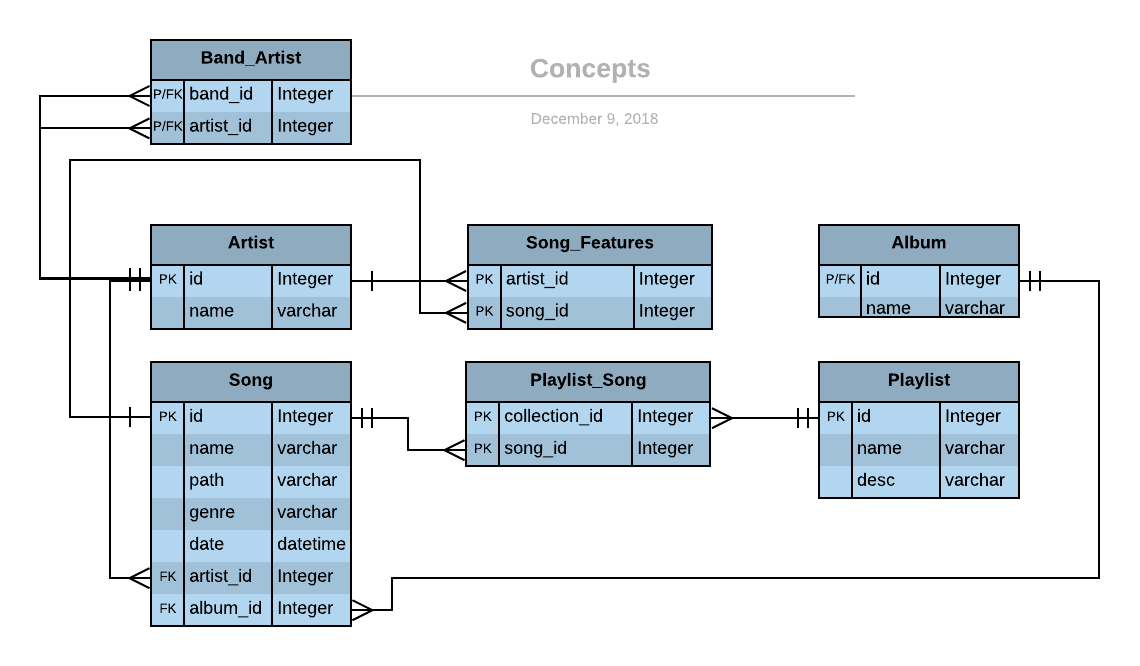 Concepts
December 9, 2018
Band_Artist
P/FK band_id Integer
P/FK artist_id Integer
Artist
PK id Integer
name varchar
Song_Features
PK artist_id Integer
PK song_id Integer
Album
P/FK id Integer
name varchar
Song
PK id Integer
name varchar
path varchar
genre varchar
date datetime
FK artist_id Integer
FK album_id Integer
Playlist_Song
PK collection_id Integer
PK song_id Integer
Playlist
PK id Integer
name varchar
desc varchar